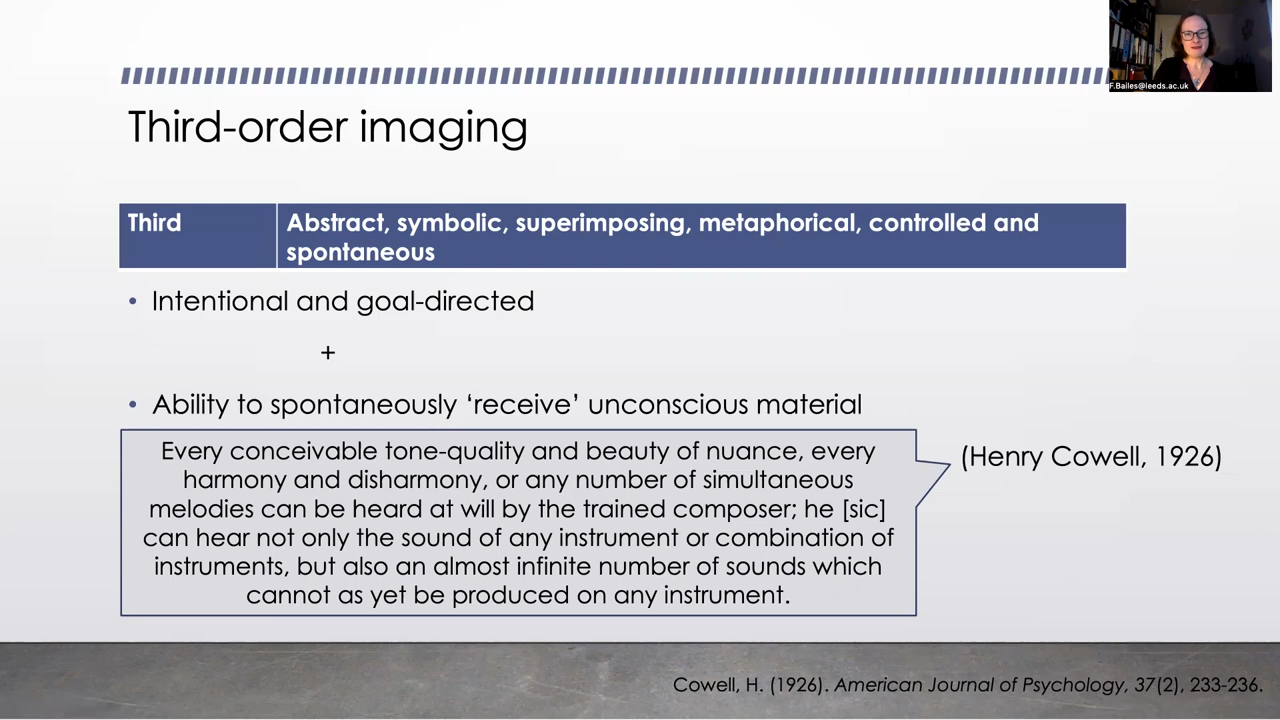 F.Bailes@leeds.ac.uk
Third-order imaging
Third
Abstract, symbolic, superimposing, metaphorical, controlled and
spontaneous
• Intentional and goal-directed
+
• Ability to spontaneously ‘receive’ unconscious material
Every conceivable tone-quality and beauty of nuance, every
harmony and disharmony, or any number of simultaneous
melodies can be heard at will by the trained composer; he [sic]
can hear not only the sound of any instrument or combination of
instruments, but also an almost infinite number of sounds which
cannot as yet be produced on any instrument.
(Henry Cowell, 1926)
Cowell, H. (1926). American Journal of Psychology, 37(2), 233-236.